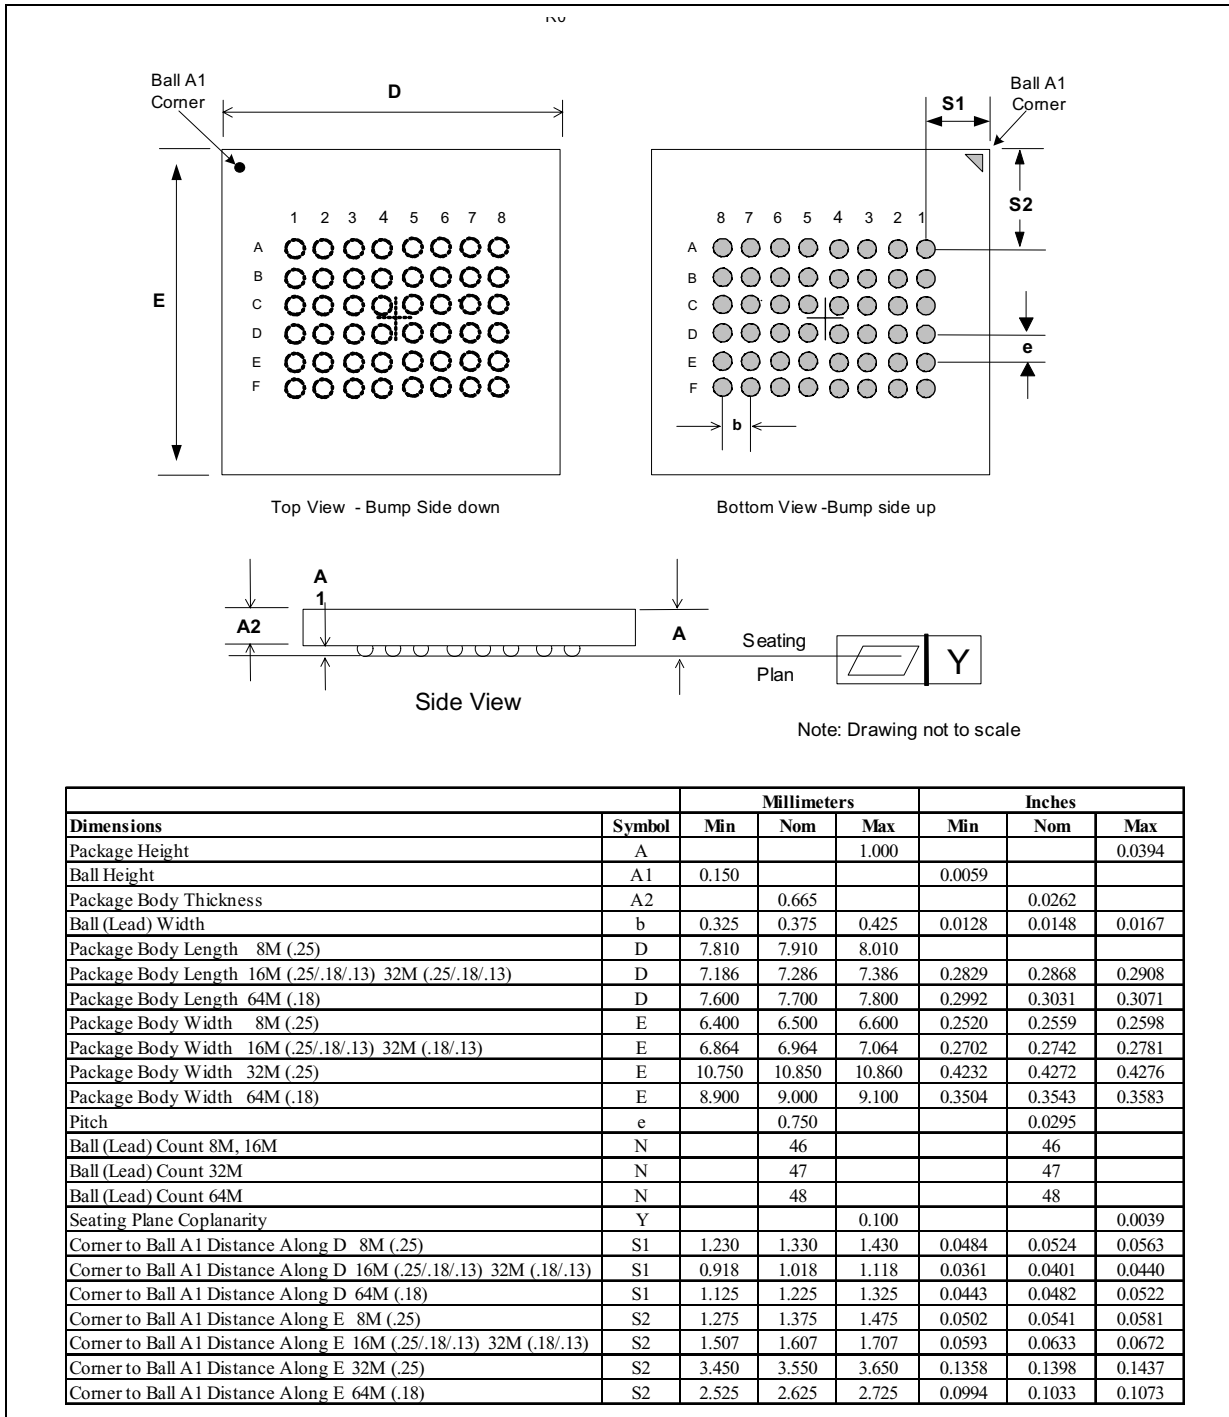 Ball A1
Corner
D
S1
Ball A1
Corner
S2
1 2 3 4 5 6 7 8
8 7 6 5 4 3 2 1
A
B
C
D
E
F
E
A
B
C
D
E
F
e
b
Top View - Bump Side down
Bottom View -Bump side up
A
1
A2
A
Seating
Plan
Y
Side View
Note: Drawing not to scale
Millimeters Inches
Dimensions Symbol Min Nom Max Min Nom Max
Package Height A 1.000 0.0394
Ball Height A1 0.150 0.0059
Package Body Thickness A2 0.665 0.0262
Ball (Lead) Width b 0.325 0.375 0.425 0.0128 0.0148 0.0167
Package Body Length 8M (.25) D 7.810 7.910 8.010
Package Body Length 16M (.25/.18/.13) 32M (.25/.18/.13) D 7.186 7.286 7.386 0.2829 0.2868 0.2908
Package Body Length 64M (.18) D 7.600 7.700 7.800 0.2992 0.3031 0.3071
Package Body Width 8M (.25) E 6.400 6.500 6.600 0.2520 0.2559 0.2598
Package Body Width 16M (.25/.18/.13) 32M (.18/.13) E 6.864 6.964 7.064 0.2702 0.2742 0.2781
Package Body Width 32M (.25) E 10.750 10.850 10.860 0.4232 0.4272 0.4276
Package Body Width 64M (.18) E 8.900 9.000 9.100 0.3504 0.3543 0.3583
Pitch e 0.750 0.0295
Ball (Lead) Count 8M, 16M N 46 46
Ball (Lead) Count 32M N 47 47
Ball (Lead) Count 64M N 48 48
Seating Plane Coplanarity Y 0.100 0.0039
Corner to Ball A1 Distance Along D 8M (.25) S1 1.230 1.330 1.430 0.0484 0.0524 0.0563
Corner to Ball A1 Distance Along D 16M (.25/.18/.13) 32M (.18/.13) S1 0.918 1.018 1.118 0.0361 0.0401 0.0440
Corner to Ball A1 Distance Along D 64M (.18) S1 1.125 1.225 1.325 0.0443 0.0482 0.0522
Corner to Ball A1 Distance Along E 8M (.25) S2 1.275 1.375 1.475 0.0502 0.0541 0.0581
Corner to Ball A1 Distance Along E 16M (.25/.18/.13) 32M (.18/.13) S2 1.507 1.607 1.707 0.0593 0.0633 0.0672
Corner to Ball A1 Distance Along E 32M (.25) S2 3.450 3.550 3.650 0.1358 0.1398 0.1437
Corner to Ball A1 Distance Along E 64M (.18) S2 2.525 2.625 2.725 0.0994 0.1033 0.1073